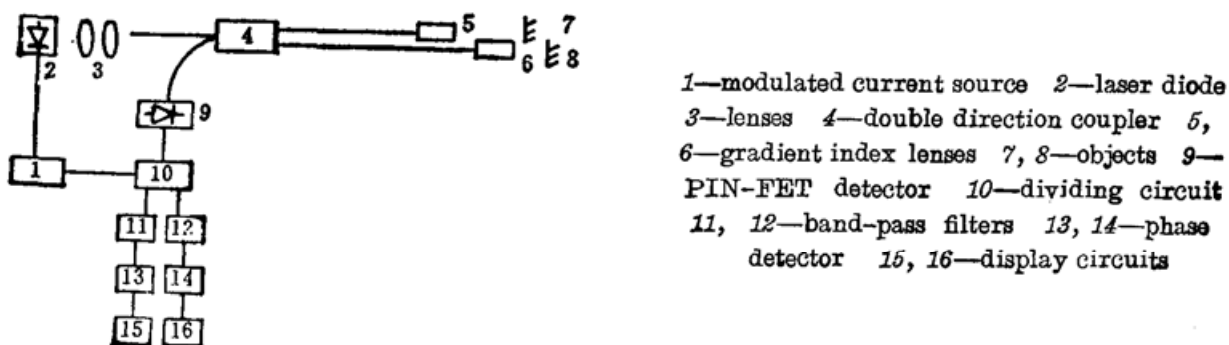 5
7
4
2
3
6
8
9
1
10
11
12
13
14
15
16
1—modulated current source 2—laser diode
3—lenses 4—double direction coupler 5,
6—gradient index lenses 7, 8—objects 9—
PIN-FET detector 10—dividing circuit
11, 12—band-pass filters 13, 14—phase
detector 15, 16—display circuits